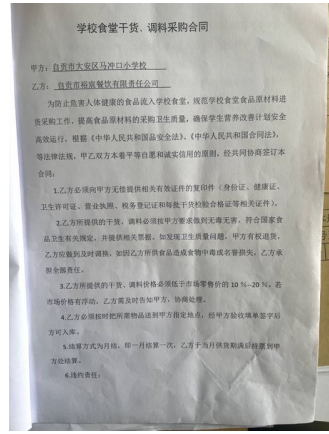 学校食堂干货、调料采购合同
甲方：自贡市大安区马冲口小学校
乙方：自贡市裕宸餐饮有限责任公司
为防止危害人体健康的食品流入学校食堂，规范学校食堂食品原材料进
货采购工作，提高食品原材料的采购卫生质量，确保学生营养改善计划安全
高效运行，根据《中华人民共和国品安全法》、《中华人民共和国合同法》，
等法律法规，甲乙双方本着平等自愿和诚实信用的原则，经共同协商签订本
合同：
1.乙方必须向甲方无偿提供相关有效证件的复印件（身份证、健康证、
卫生许可证、营业执照、税务登记证和每批干货检验合格证等相关证件）。
2.乙方所提供的干货、调料必须按甲方要求做到无毒无害，符合国家食
品卫生有关规定，并提供相关票据，如发现卫生质量问题，甲方有权退货，
乙方应做到及时调换，如因乙方所供食品造成食物中毒或名誉损失，乙方承
担全部责任。
3.乙方所提供的干货、调料价格必须低于市场零售价的 10％--20％，若
市场价格有浮动，乙方需及时告知甲方，协商处理。
4.乙方必须按时把所需物品送到甲方指定地点，经甲方验收填单签字后
方可入库。
5.结算方式为月结，即一月结算一次，乙方于当月供货期满后持票到甲
方处结算。
6.违约责任：